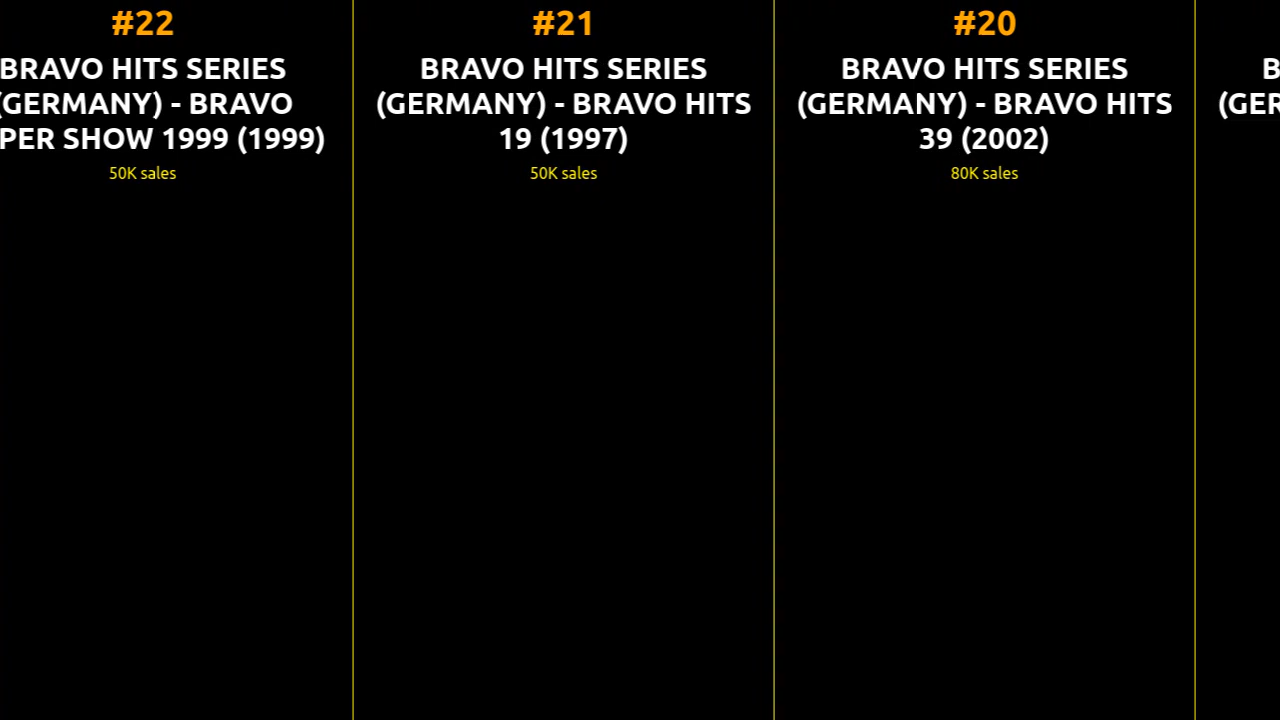 #22
BRAVO HITS SERIES
(GERMANY) - BRAVO
SHOW 1999 (1999)
50K sales
#21
BRAVO HITS SERIES
(GERMANY) - BRAVO HITS
19 (1997)
50K sales
#20
BRAVO HITS SERIES
(GERMANY) - BRAVO HITS
39 (2002)
80K sales